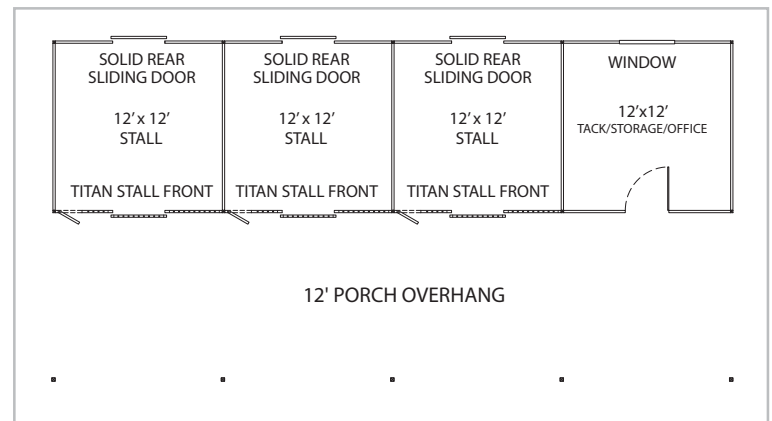 SOLID REAR
SLIDING DOOR
12' x 12'
STALL
TITAN STALL FRONT
SOLID REAR
SLIDING DOOR
12' x 12'
STALL
TITAN STALL FRONT
SOLID REAR
SLIDING DOOR
12' x 12'
STALL
TITAN STALL FRONT
WINDOW
12'x12'
TACK/STORAGE/OFFICE
12' PORCH OVERHANG